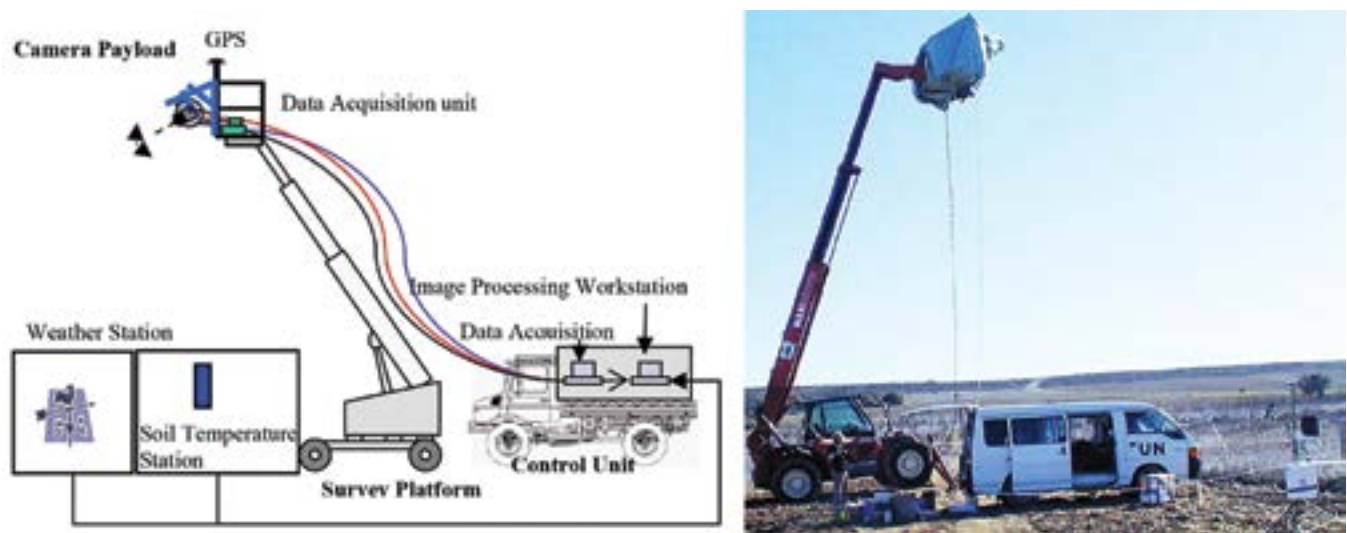 GPS
Camera Payload
Data Acquisition unit
Image Processing Workstation
Weather Station
Data Acquisition
Soil Temperature
Station
Control Unit
Survey Platform
UN